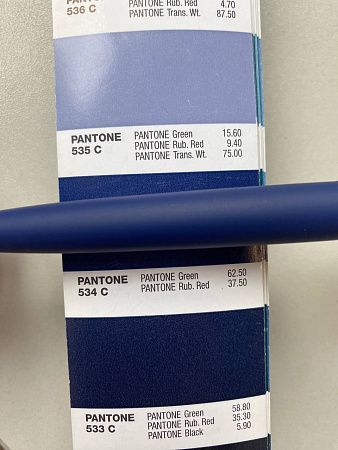 536 C
PANTONE Rub. Red 4.70
PANTONE Trans. Wt. 87.50
PANTONE PANTONE Green 15.60
535 C PANTONE Rub. Red 9.40
PANTONE Trans. Wt. 75.00
PANTONE PANTONE Green 62.50
534 C PANTONE Rub. Red 37.50
PANTONE PANTONE Green 58.80
533 C PANTONE Rub. Red 35.30
PANTONE Black 5.90